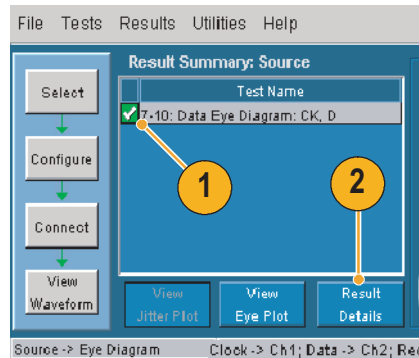 File Tests Results Utilities Help
Result Summary: Source
Select
Test Name
7-10: Data Eye Diagram: CK, D
Configure
1
2
Connect
View
Waveform
View
Jitter Plot
View
Eye Plot
Result
Details
Source -> Eye Diagram Clock -> Ch1; Data -> Ch2; Ra